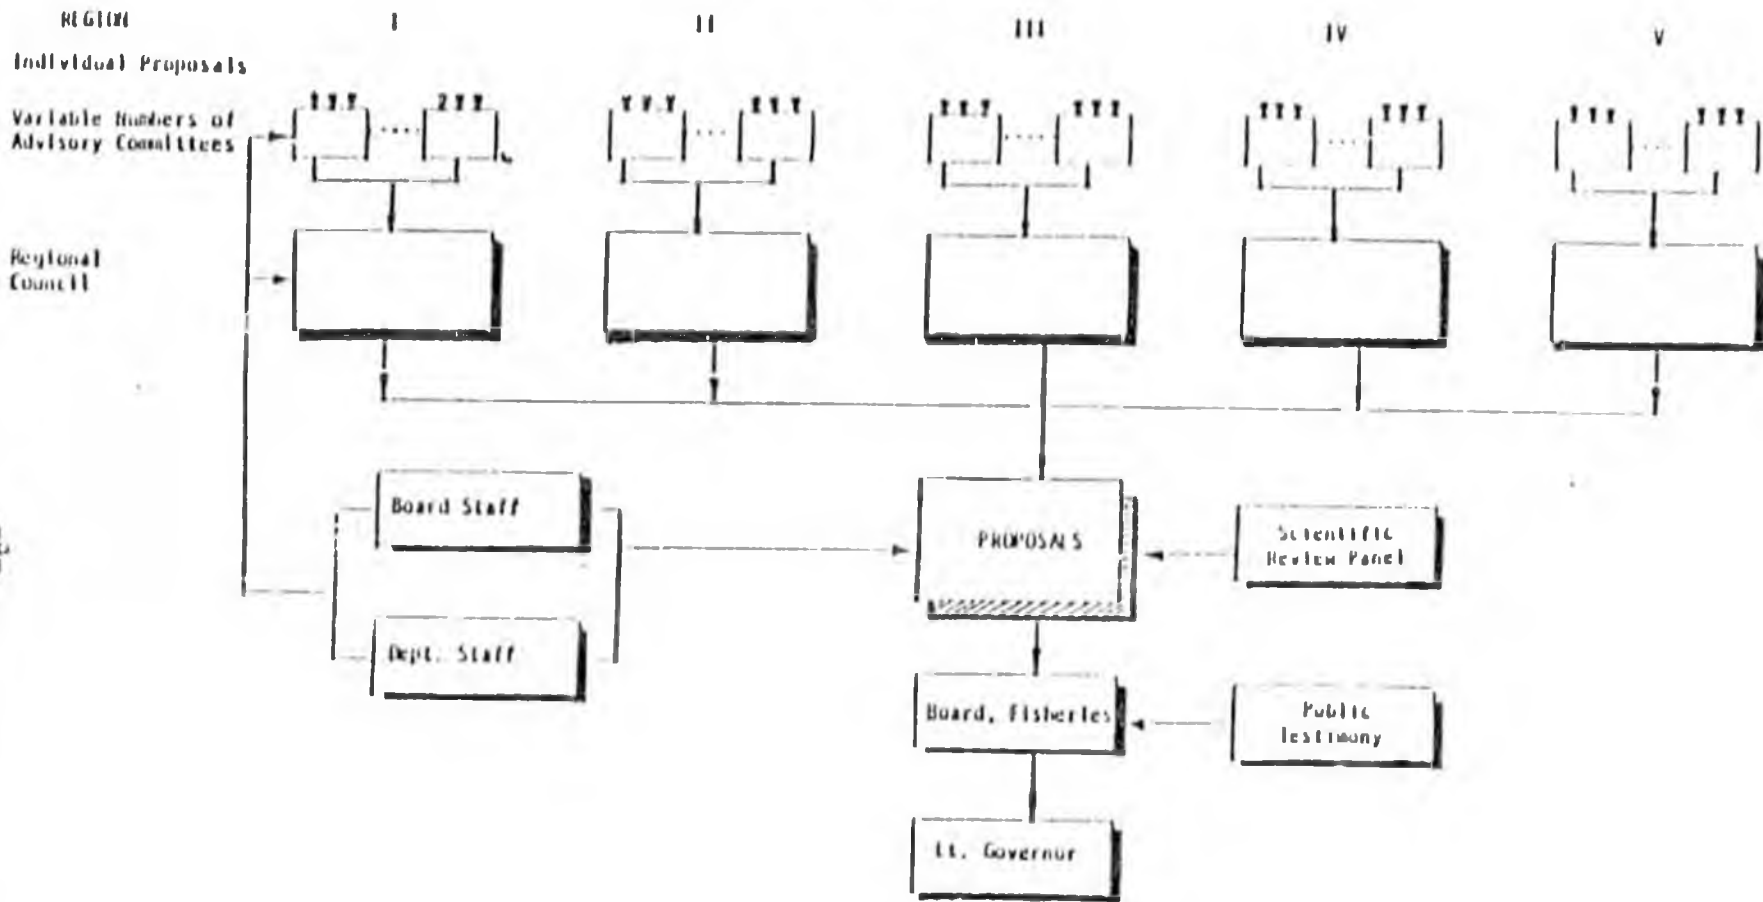 REGION I II III IV V
Individual Proposals
Variable Numbers of
Advisory Committees
Regional
Council
Board Staff
PROPOSALS
Scientific
Review Panel
Dept. Staff
Board, Fisheries
Public
Testimony
Lt. Governor